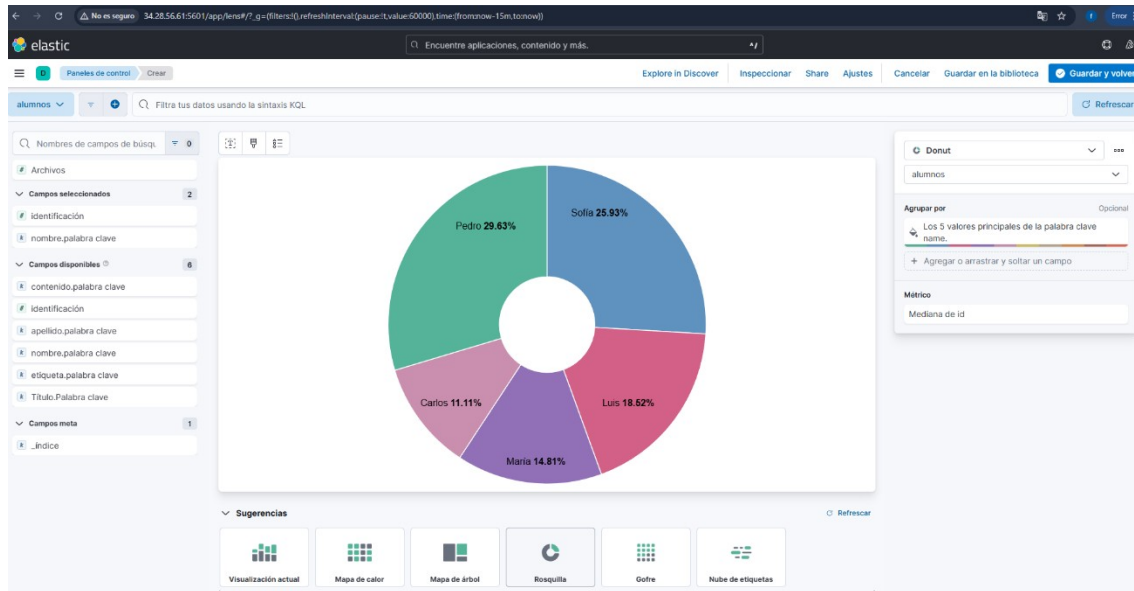 No es seguro 34.28.56.61:5601/app/lens#/?_g=(filters:!(),refreshInterval:(pause:!t,value:60000),time:(from:now-15m,to:now))
Error
elastic
Encuentre aplicaciones, contenido y más.
D Paneles de control Crear
Explore in Discover Inspeccionar Share Ajustes Cancelar Guardar en la biblioteca Guardar y volver
alumnos
Filtra tus datos usando la sintaxis KQL
Refrescar
Nombres de campos de búsqu 0
# Archivos
Campos seleccionados 2
# identificación
k nombre.palabra clave
Campos disponibles 6
k contenido.palabra clave
# identificación
k apellido.palabra clave
k nombre.palabra clave
k etiqueta.palabra clave
k Título.Palabra clave
Campos meta 1
k _índice
Sofía 25.93%
Pedro 29.63%
Carlos 11.11%
Luis 18.52%
María 14.81%
Donut
alumnos
Agrupar por Opcional
Los 5 valores principales de la palabra clave
name.
+ Agregar o arrastrar y soltar un campo
Métrico
Mediana de id
Sugerencias
Refrescar
Visualización actual
Mapa de calor
Mapa de árbol
Rosquilla
Gofre
Nube de etiquetas